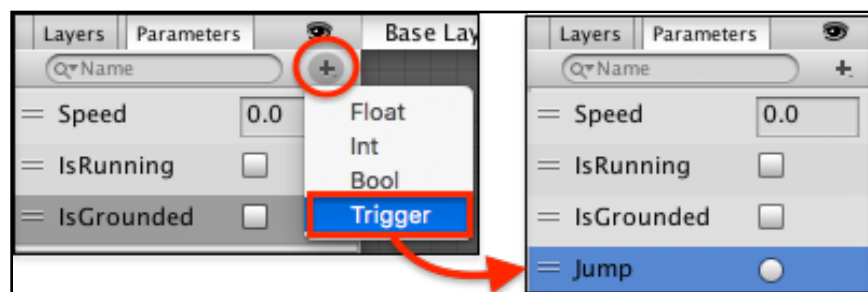 Layers Parameters Base Lay
Name
Speed 0.0
IsRunning
IsGrounded
Float
Int
Bool
Trigger
Layers Parameters
Name
Speed 0.0
IsRunning
IsGrounded
Jump